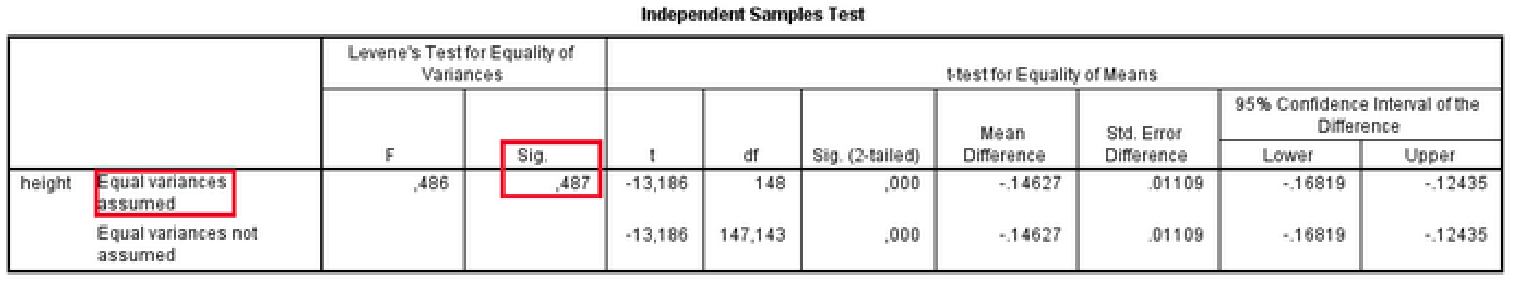 Independent Samples Test
Levene's Test for Equality of
Variances
t-test for Equality of Means
95% Confidence Interval of the
Difference
Mean
Difference
Std. Error
Difference
F
Sig.
t
df
Sig. (2-tailed)
Lower
Upper
height Equal variances
assumed
,486 ,487 -13,186 148 ,000 -.14627 .01109 -.16819 -.12435
Equal variances not
assumed
-13,186 147,143 ,000 -.14627 .01109 -.16819 -.12435